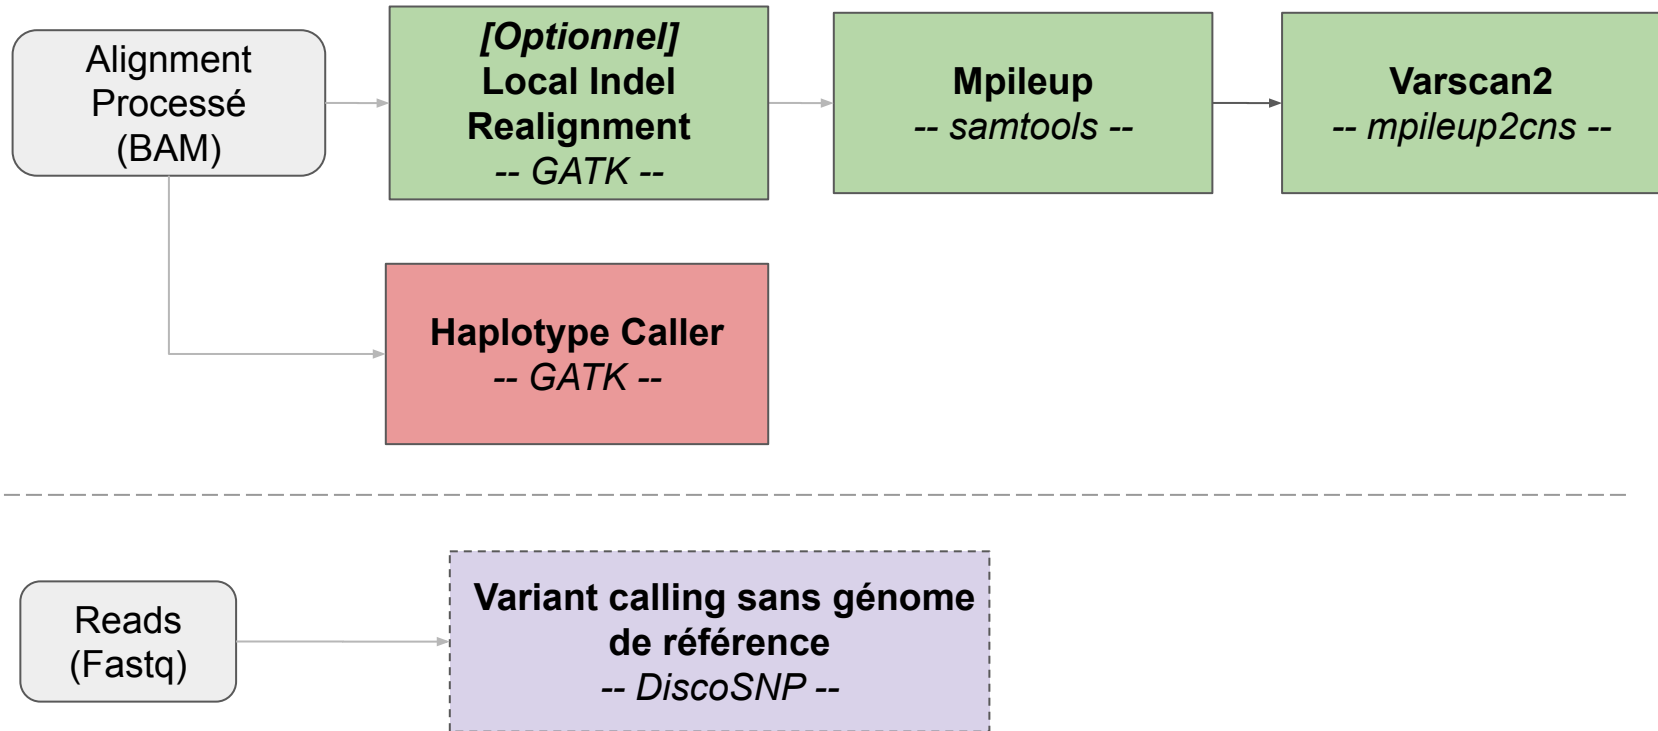 Alignment
Processé
(BAM)
[Optionnel]
Local Indel
Realignment
-- GATK --
Mpileup
-- samtools --
Varscan2
-- mpileup2cns --
Haplotype Caller
-- GATK --
Reads
(Fastq)
Variant calling sans génome
de référence
-- DiscoSNP --